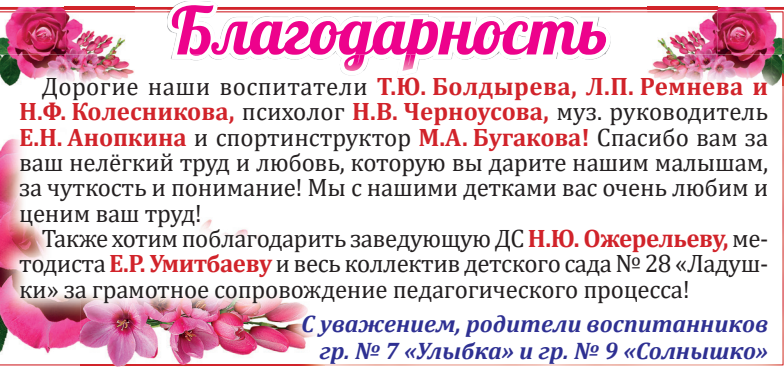 Благодарность
Дорогие наши воспитатели Т.Ю. Болдырева, Л.П. Ремнева и
Н.Ф. Колесникова, психолог Н.В. Черноусова, муз. руководитель
Е.Н. Анопкина и спортинструктор М.А. Бугакова! Спасибо вам за
ваш нелёгкий труд и любовь, которую вы дарите нашим малышам,
за чуткость и понимание! Мы с нашими детками вас очень любим и
ценим ваш труд!
Также хотим поблагодарить заведующую ДС Н.Ю. Ожерельеву, ме-
тодиста Е.Р. Умитбаеву и весь коллектив детского сада № 28 «Ладуш-
ки» за грамотное сопровождение педагогического процесса!
С уважением, родители воспитанников
гр. № 7 «Улыбка» и гр. № 9 «Солнышко»